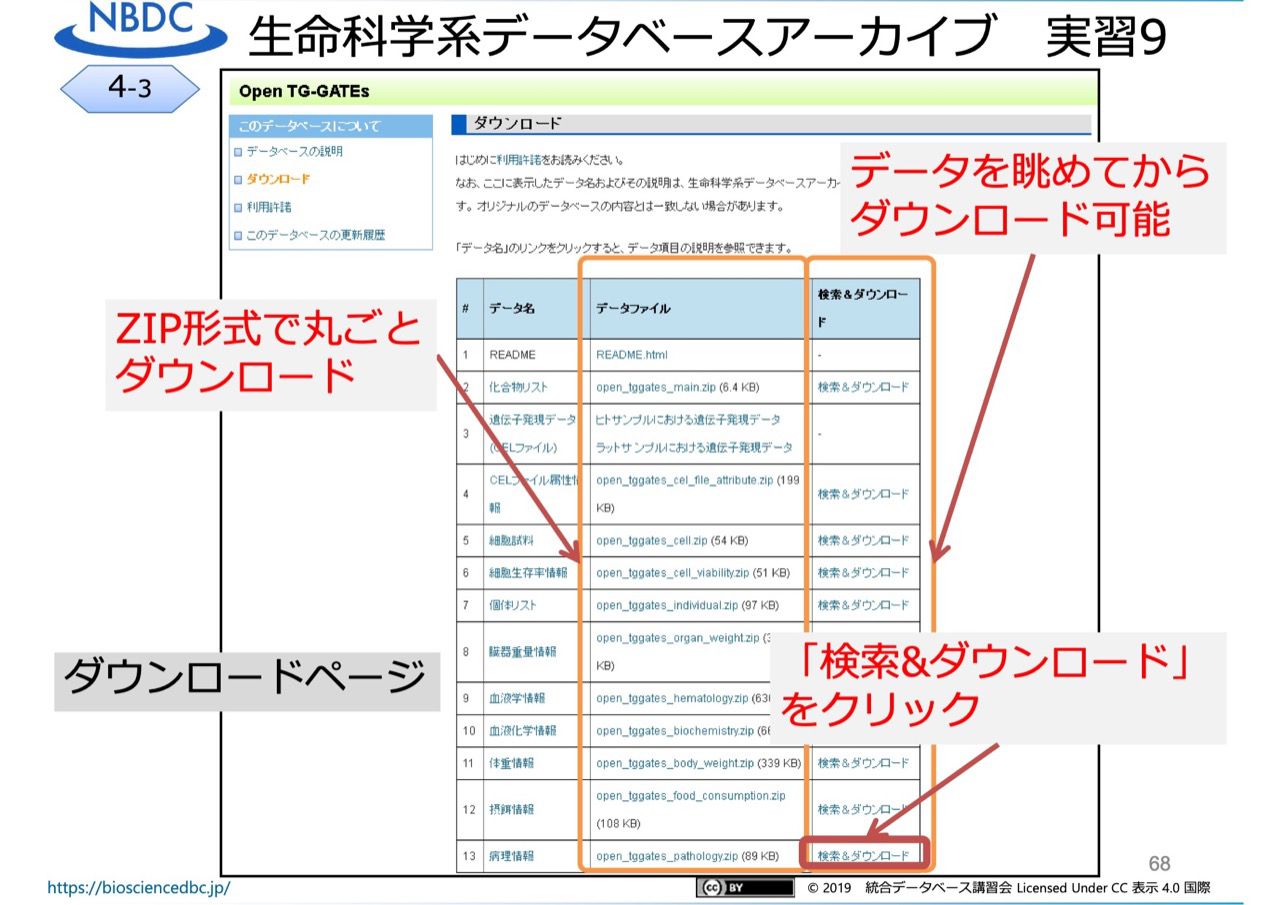 NBDC
生命科学系データベースアーカイブ 実習9
4-3
Open TG-GATEs
このデータベースについて
データベースの説明
ダウンロード
利用許諾
このデータベースの更新履歴
ダウンロード
はじめに利用許諾をお読みください。
なお、ここに表示したデータ名およびその説明は、生命科学系データベースアーカ
す。オリジナルのデータベースの内容とは一致しない場合があります。
「データ名」のリンクをクリックすると、データ項目の説明を参照できます。
データを眺めてから
ダウンロード可能
ZIP形式で丸ごと
ダウンロード
# データ名 データファイル 検索&ダウンロー
ド
1 README README.html -
2 化合物リスト open_tggates_main.zip (6.4 KB) 検索&ダウンロード
3 遺伝子発現データ ヒトサンプルにおける遺伝子発現データ -
(CELファイル) ラットサンプルにおける遺伝子発現データ
4 CELファイル属性情 open_tggates_cel_file_attribute.zip (199 検索&ダウンロード
報 KB)
5 細胞試料 open_tggates_cell.zip (54 KB) 検索&ダウンロード
6 細胞生存率情報 open_tggates_cell_viability.zip (51 KB) 検索&ダウンロード
7 個体リスト open_tggates_individual.zip (97 KB) 検索&ダウンロード
8 臓器重量情報 open_tggates_organ_weight.zip
KB)
9 血液学情報 open_tggates_hematology.zip
10 血液化学情報 open_tggates_biochemistry.zip
11 体重情報 open_tggates_body_weight.zip (339 KB) 検索&ダウンロード
12 摂餌情報 open_tggates_food_consumption.zip 検索&ダウンロード
(108 KB)
13 病理情報 open_tggates_pathology.zip (89 KB) 検索&ダウンロード
ダウンロードページ
「検索&ダウンロード」
をクリック
68
https://biosciencedbc.jp/
cc BY
© 2019 統合データベース講習会 Licensed Under CC 表示 4.0 国際